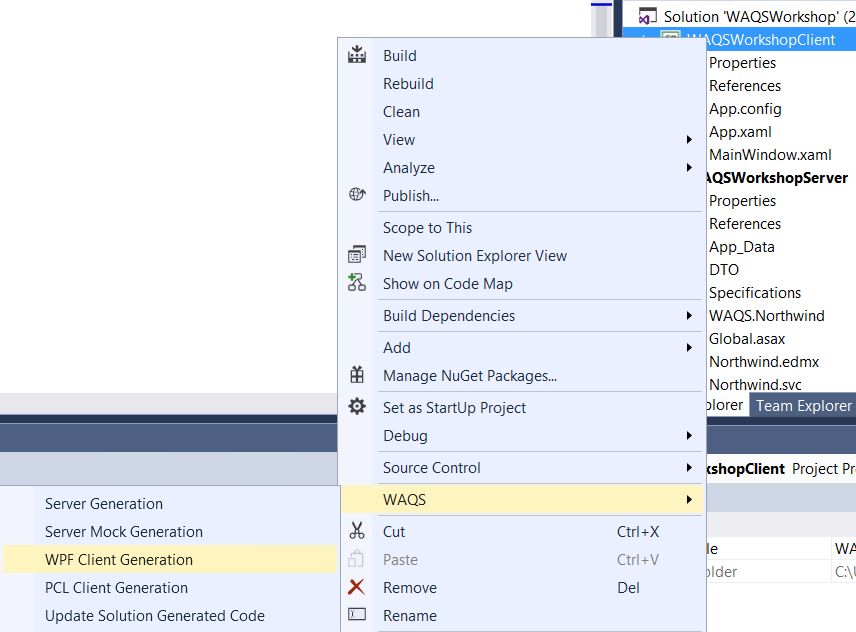 Solution 'WAQSWorkshop' (2
WAQSWorkshopClient
Properties
References
App.config
App.xaml
MainWindow.xaml
AQSWorkshopServer
Properties
References
App_Data
DTO
Specifications
WAQS.Northwind
Global.asax
Northwind.edmx
Northwind.svc
plorer
Team Explorer
kshopClient Project Pr
le
WA
older
C:\U
Build
Rebuild
Clean
View
Analyze
Publish...
Scope to This
New Solution Explorer View
Show on Code Map
Build Dependencies
Add
Manage NuGet Packages...
Set as StartUp Project
Debug
Source Control
WAQS
Cut Ctrl+X
Paste Ctrl+V
Remove Del
Rename
Server Generation
Server Mock Generation
WPF Client Generation
PCL Client Generation
Update Solution Generated Code